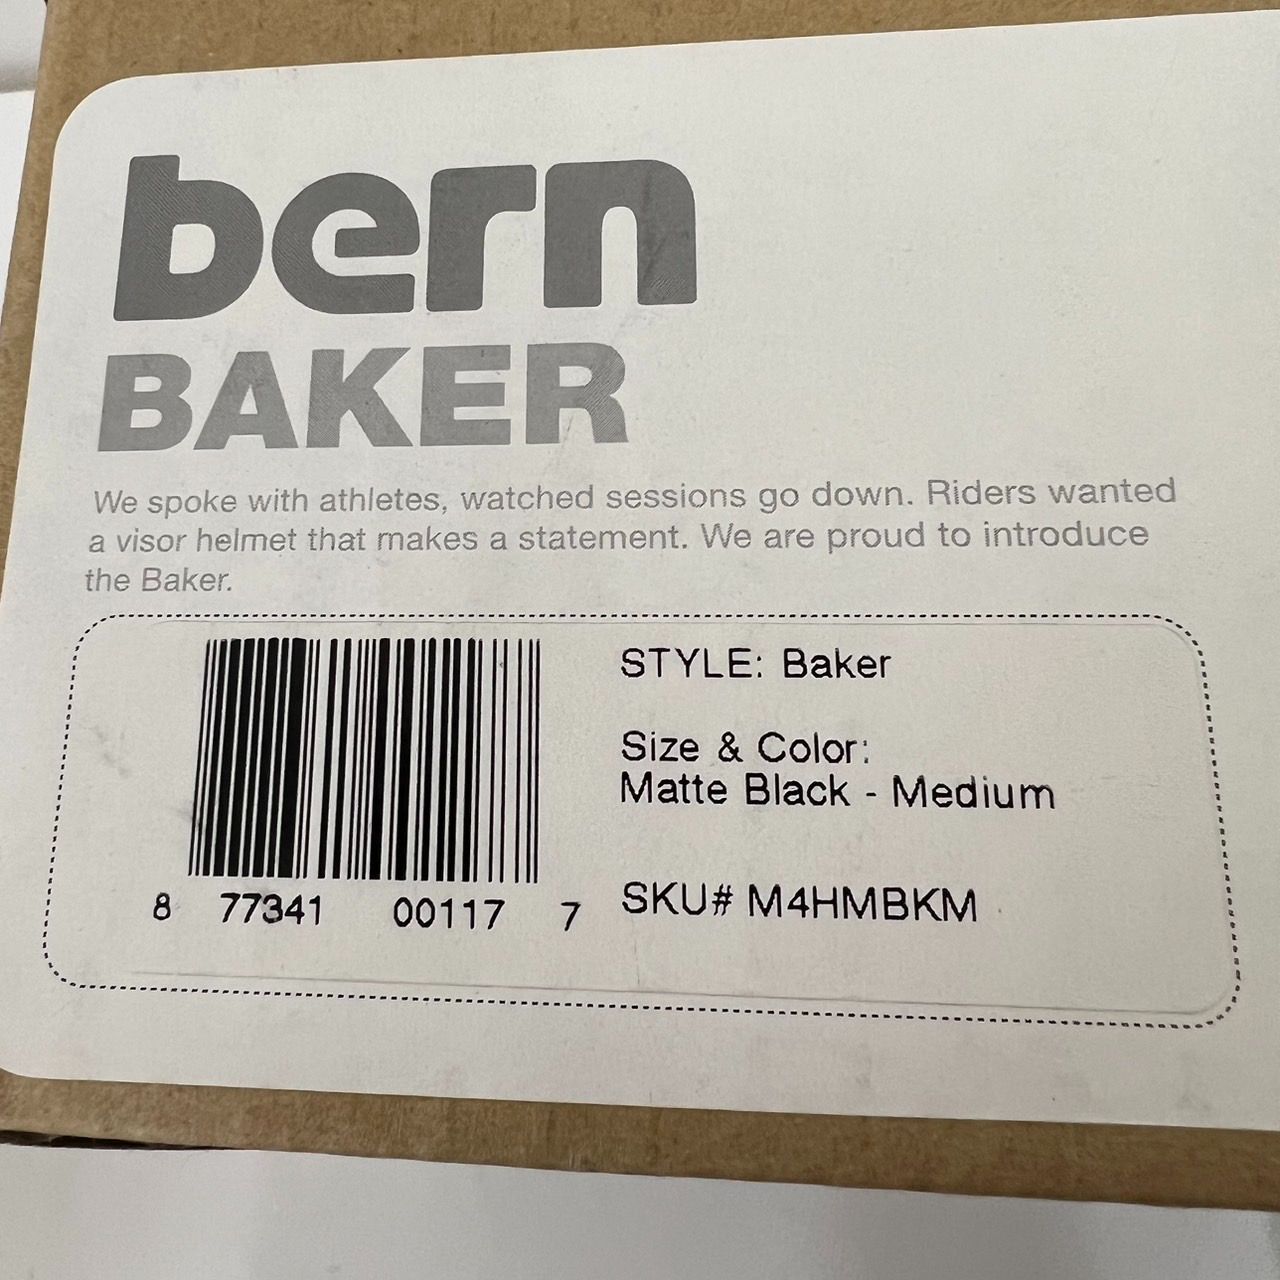 bern
BAKER
We spoke with athletes, watched sessions go down. Riders wanted
a visor helmet that makes a statement. We are proud to introduce
the Baker.
STYLE: Baker
Size & Color:
Matte Black - Medium
SKU# M4HMBKM
8 77341 00117 7